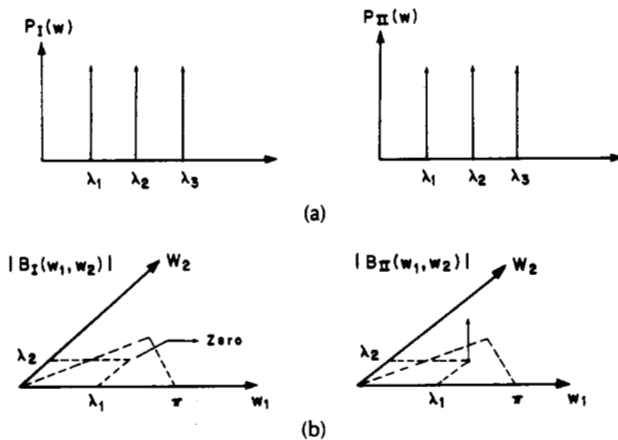 P_I(w) P_II(w)
λ1 λ2 λ3 λ1 λ2 λ3
(a)
|B_I(w1,w2)| W2 |B_II(w1,w2)| W2
Zero
λ2 λ2
λ1 π w1 λ1 π w1
(b)